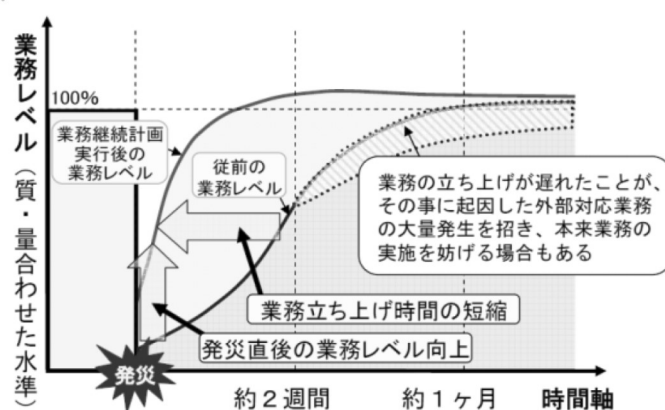 業務レベル（質・量合わせた水準）
100%
業務継続計画
実行後の
業務レベル
従前の
業務レベル
業務の立ち上げが遅れたことが、
その事に起因した外部対応業務
の大量発生を招き、本来業務の
実施を妨げる場合もある
業務立ち上げ時間の短縮
発災直後の業務レベル向上
発災
約２週間
約１ヶ月
時間軸